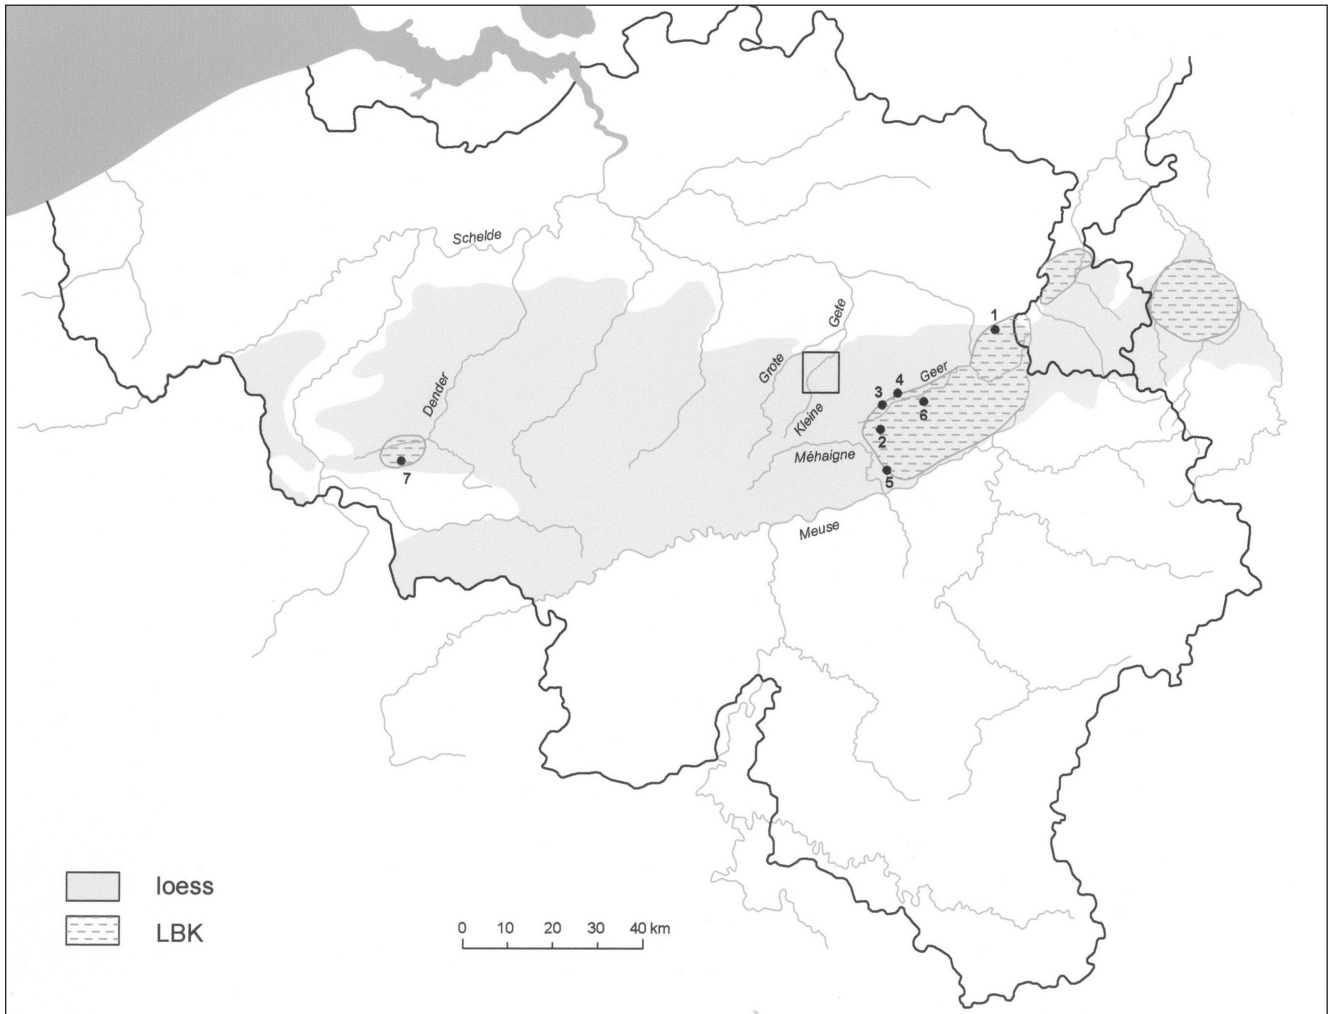 Schelde
Gete
1
Grote
Dender
Geer
4
3
6
Kleine
2
Méhaigne
5
7
Meuse
loess
LBK
0 10 20 30 40 km